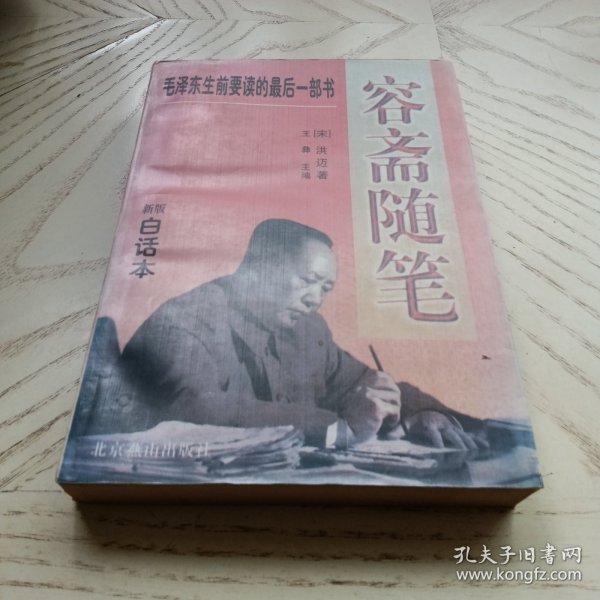 毛泽东生前要读的最后一部书
容斋随笔
[宋]洪迈著
王彝 主编
新版
白话本
北京燕山出版社
孔夫子旧书网
www.kongfz.com